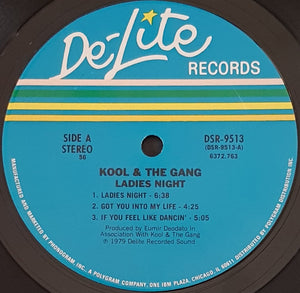 De-Lite
RECORDS
SIDE A
STEREO
36
DSR-9513
(DSR-9513-A)
6372.763
KOOL & THE GANG
LADIES NIGHT
1. LADIES NIGHT - 6:38
2. GOT YOU INTO MY LIFE - 4:25
3. IF YOU FEEL LIKE DANCIN' - 5:05
Produced by Eumir Deodato in
Association With Kool & The Gang
℗ 1979 Delite Recorded Sound
MANUFACTURED AND MARKETED BY PHONOGRAM, INC., A POLYGRAM COMPANY, ONE IBM PLAZA, CHICAGO, IL 60611 DISTRIBUTED BY POLYGRAM DISTRIBUTION INC